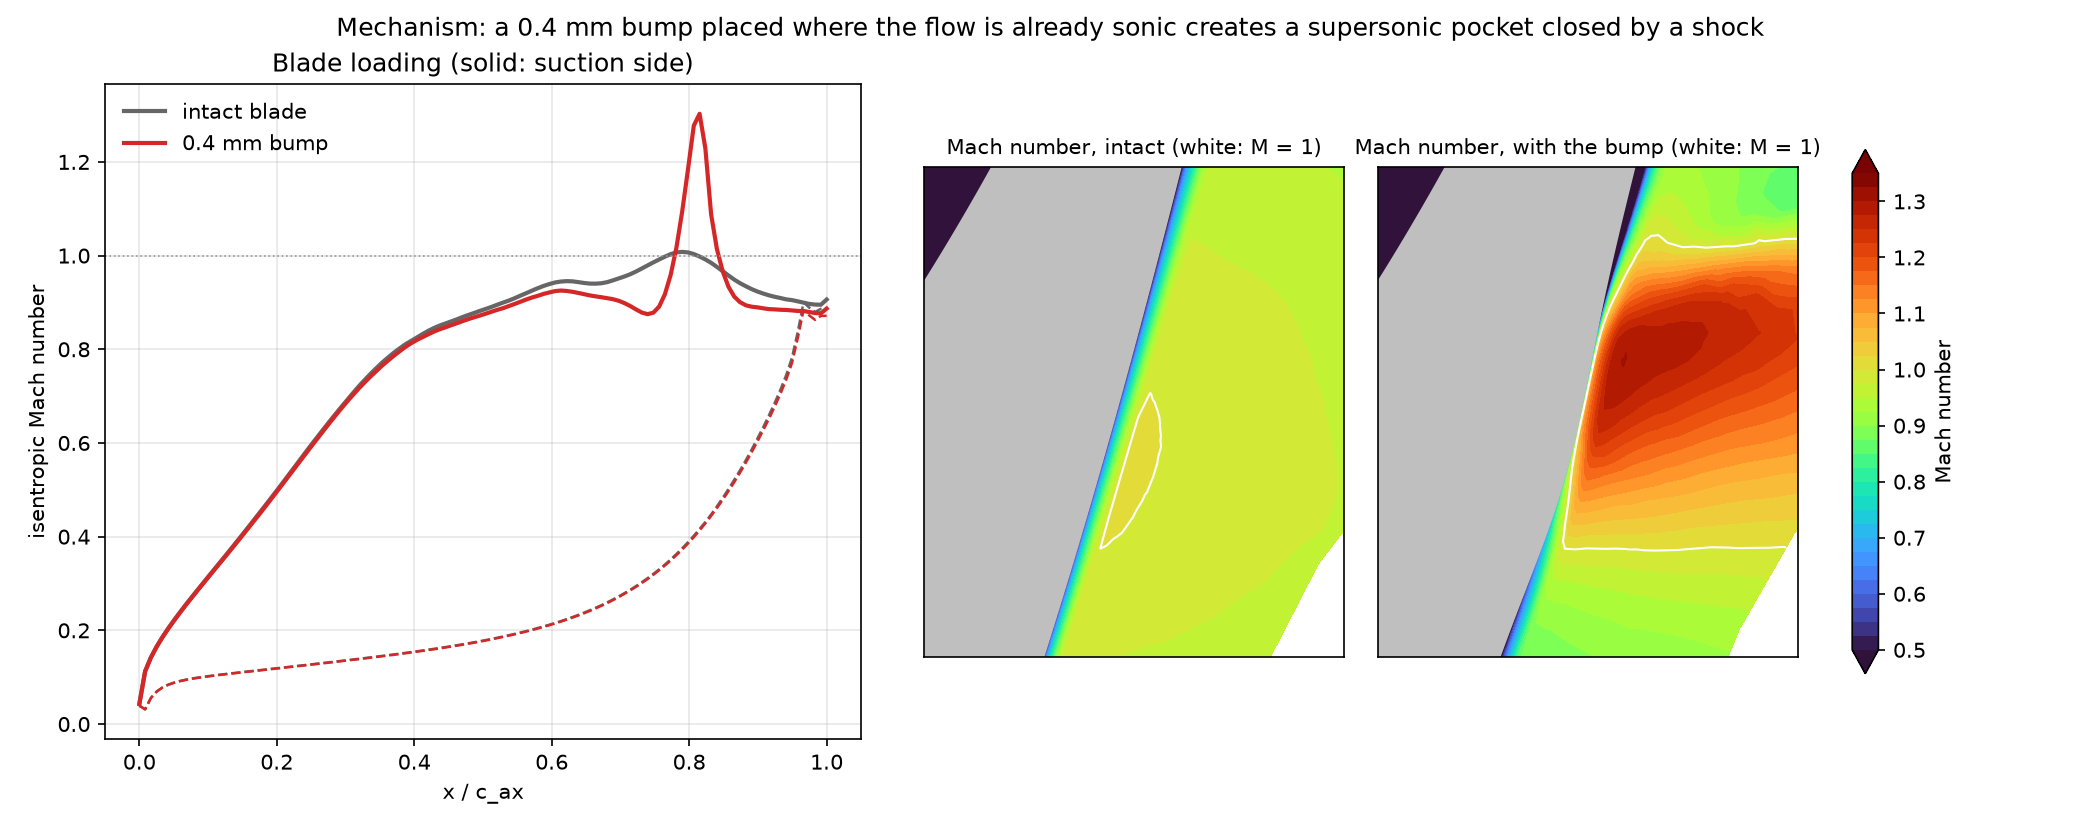 Mechanism: a 0.4 mm bump placed where the flow is already sonic creates a supersonic pocket closed by a shock
Blade loading (solid: suction side)
intact blade
0.4 mm bump
1.2
1.0
0.8
0.6
0.4
0.2
0.0
isentropic Mach number
0.0 0.2 0.4 0.6 0.8 1.0
x / c_ax
Mach number, intact (white: M = 1)
Mach number, with the bump (white: M = 1)
1.3
1.2
1.1
1.0
0.9
0.8
0.7
0.6
0.5
Mach number